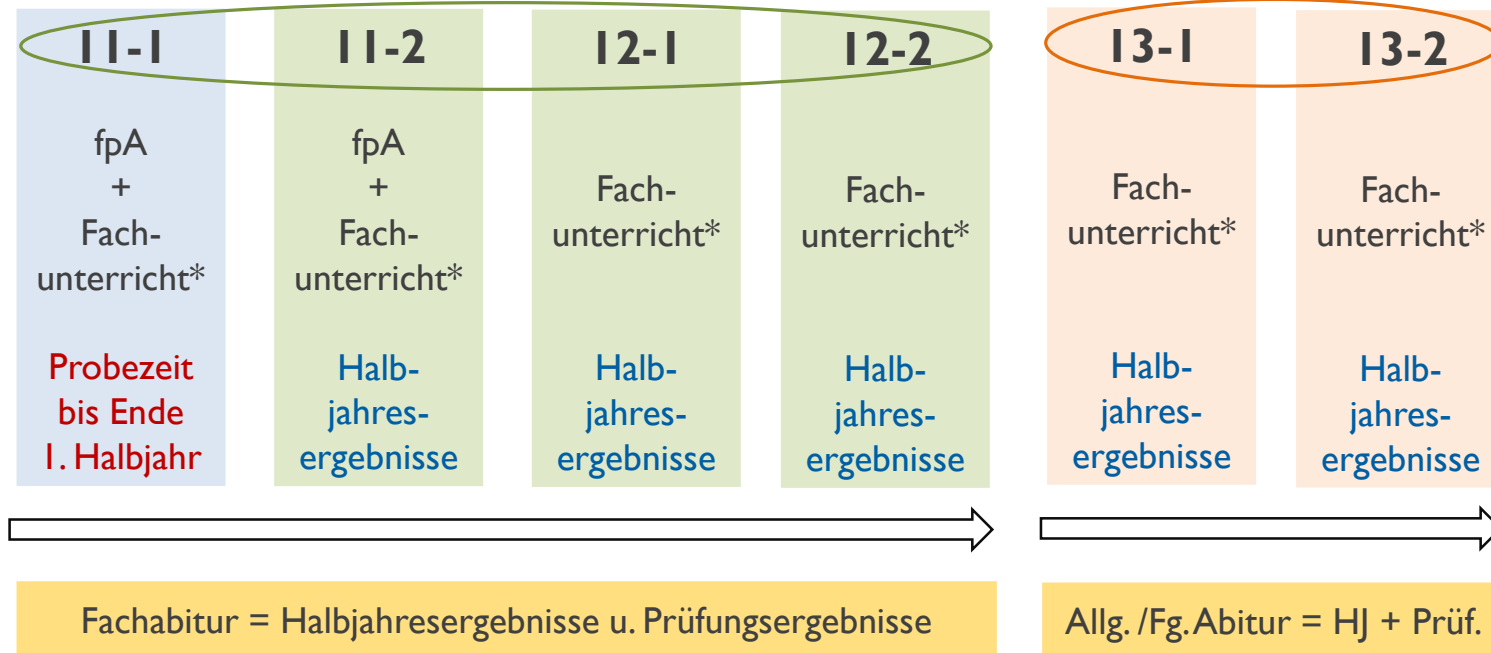 11-1
fpA
+
Fach-
unterricht*
Probezeit
bis Ende
1. Halbjahr
11-2
fpA
+
Fach-
unterricht*
Halb-
jahres-
ergebnisse
12-1
Fach-
unterricht*
Halb-
jahres-
ergebnisse
12-2
Fach-
unterricht*
Halb-
jahres-
ergebnisse
13-1
Fach-
unterricht*
Halb-
jahres-
ergebnisse
13-2
Fach-
unterricht*
Halb-
jahres-
ergebnisse
Fachabitur = Halbjahresergebnisse u. Prüfungsergebnisse
Allg. /Fg. Abitur = HJ + Prüf.